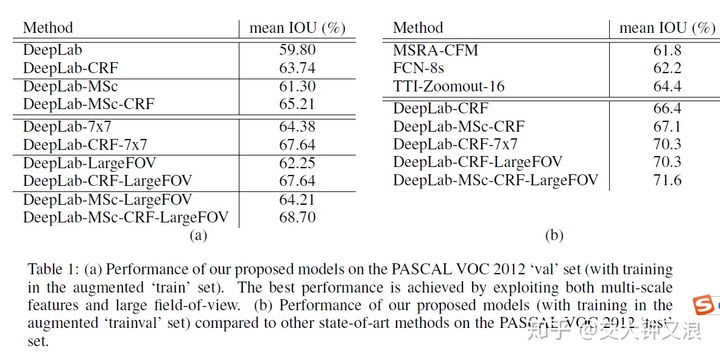 Method mean IOU (%)
DeepLab 59.80
DeepLab-CRF 63.74
DeepLab-MSc 61.30
DeepLab-MSc-CRF 65.21
DeepLab-7x7 64.38
DeepLab-CRF-7x7 67.64
DeepLab-LargeFOV 62.25
DeepLab-CRF-LargeFOV 67.64
DeepLab-MSc-LargeFOV 64.21
DeepLab-MSc-CRF-LargeFOV 68.70
(a)
Method mean IOU (%)
MSRA-CFM 61.8
FCN-8s 62.2
TTI-Zoomout-16 64.4
DeepLab-CRF 66.4
DeepLab-MSc-CRF 67.1
DeepLab-CRF-7x7 70.3
DeepLab-CRF-LargeFOV 70.3
DeepLab-MSc-CRF-LargeFOV 71.6
(b)
Table 1: (a) Performance of our proposed models on the PASCAL VOC 2012 ‘val’ set (with training
in the augmented ‘train’ set). The best performance is achieved by exploiting both multi-scale
features and large field-of-view. (b) Performance of our proposed models (with training in the
augmented ‘trainval’ set) compared to other state-of-art methods on the PASCAL VOC 2012 ‘test’
set.
知乎 @交大钟又浪